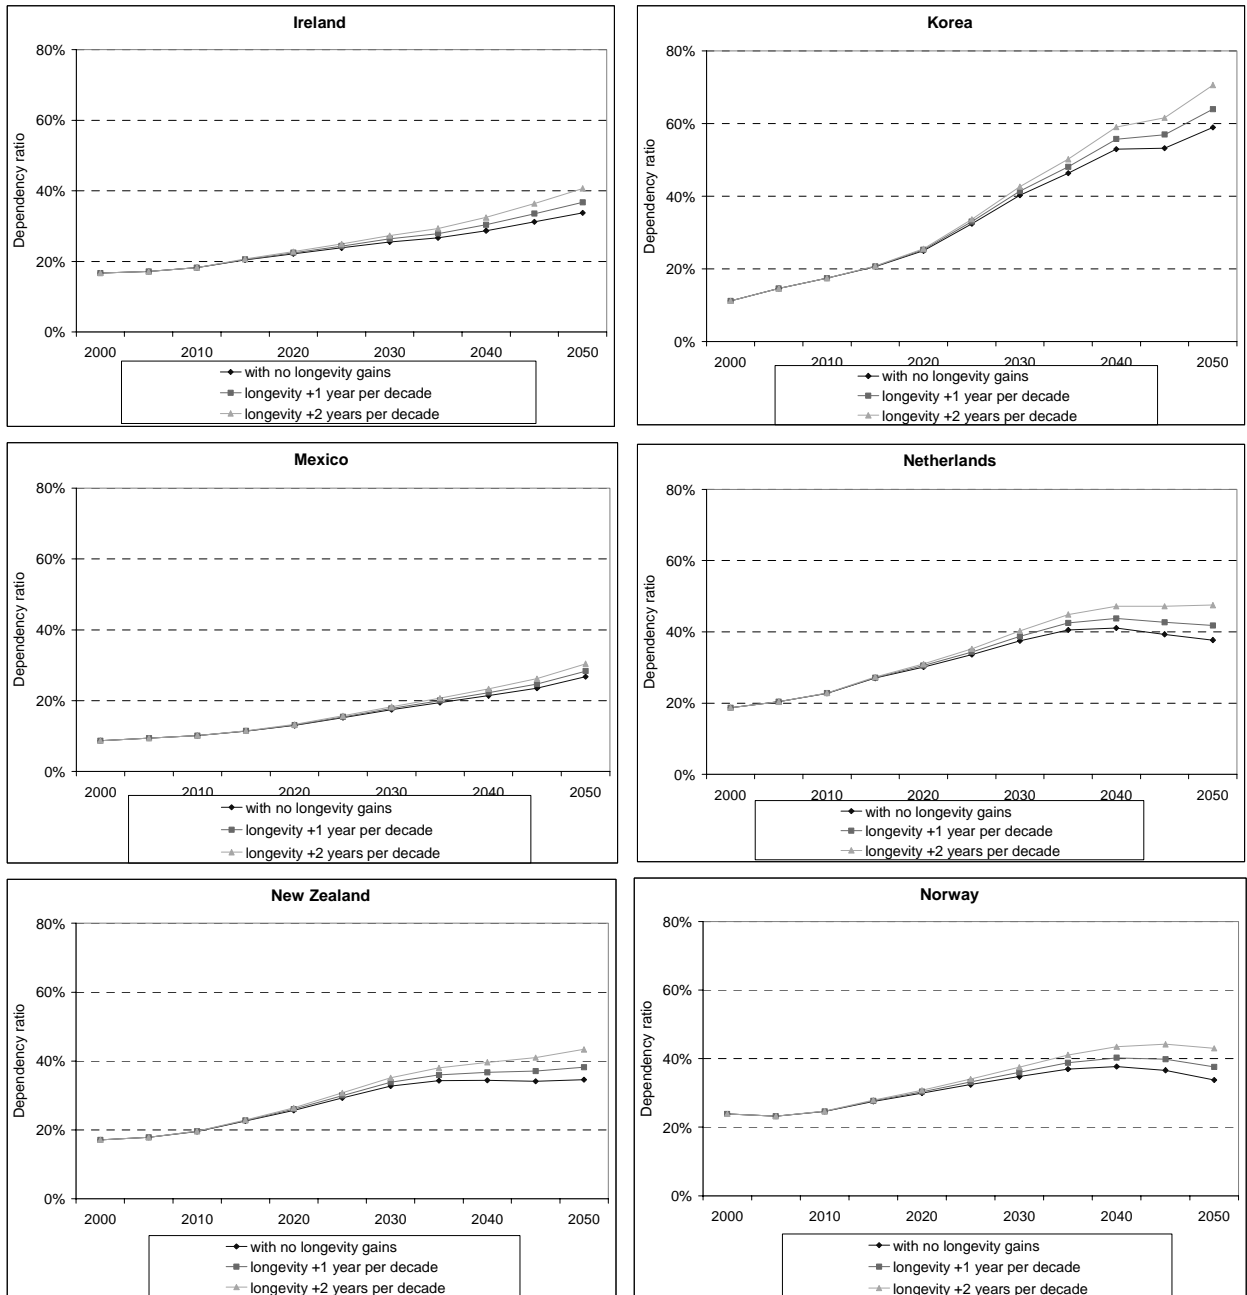 Ireland
80%
60%
40%
20%
0%
Dependency ratio
2000 2010 2020 2030 2040 2050
with no longevity gains
longevity +1 year per decade
longevity +2 years per decade
Korea
80%
60%
40%
20%
0%
Dependency ratio
2000 2010 2020 2030 2040 2050
with no longevity gains
longevity +1 year per decade
longevity +2 years per decade
Mexico
80%
60%
40%
20%
0%
Dependency ratio
2000 2010 2020 2030 2040 2050
with no longevity gains
longevity +1 year per decade
longevity +2 years per decade
Netherlands
80%
60%
40%
20%
0%
Dependency ratio
2000 2010 2020 2030 2040 2050
with no longevity gains
longevity +1 year per decade
longevity +2 years per decade
New Zealand
80%
60%
40%
20%
0%
Dependency ratio
2000 2010 2020 2030 2040 2050
with no longevity gains
longevity +1 year per decade
longevity +2 years per decade
Norway
80%
60%
40%
20%
0%
Dependency ratio
2000 2010 2020 2030 2040 2050
with no longevity gains
longevity +1 year per decade
longevity +2 years per decade